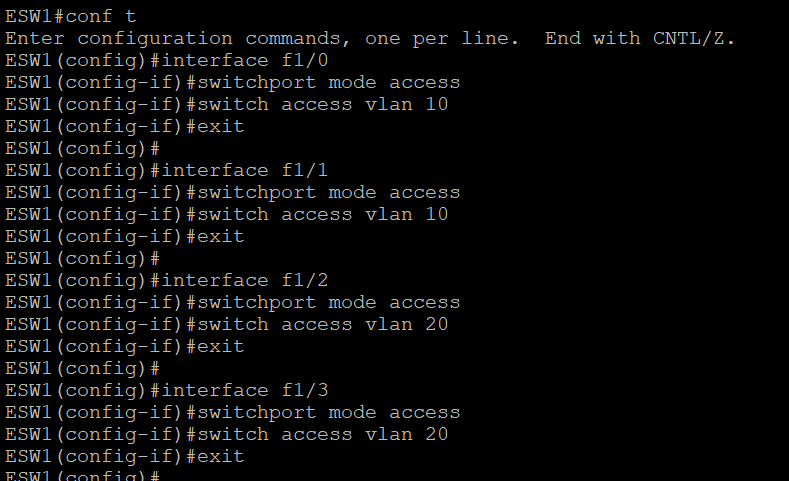 ESW1#conf t
Enter configuration commands, one per line.  End with CNTL/Z.
ESW1(config)#interface f1/0
ESW1(config-if)#switchport mode access
ESW1(config-if)#switch access vlan 10
ESW1(config-if)#exit
ESW1(config)#
ESW1(config)#interface f1/1
ESW1(config-if)#switchport mode access
ESW1(config-if)#switch access vlan 10
ESW1(config-if)#exit
ESW1(config)#
ESW1(config)#interface f1/2
ESW1(config-if)#switchport mode access
ESW1(config-if)#switch access vlan 20
ESW1(config-if)#exit
ESW1(config)#
ESW1(config)#interface f1/3
ESW1(config-if)#switchport mode access
ESW1(config-if)#switch access vlan 20
ESW1(config-if)#exit
ESW1(config)#